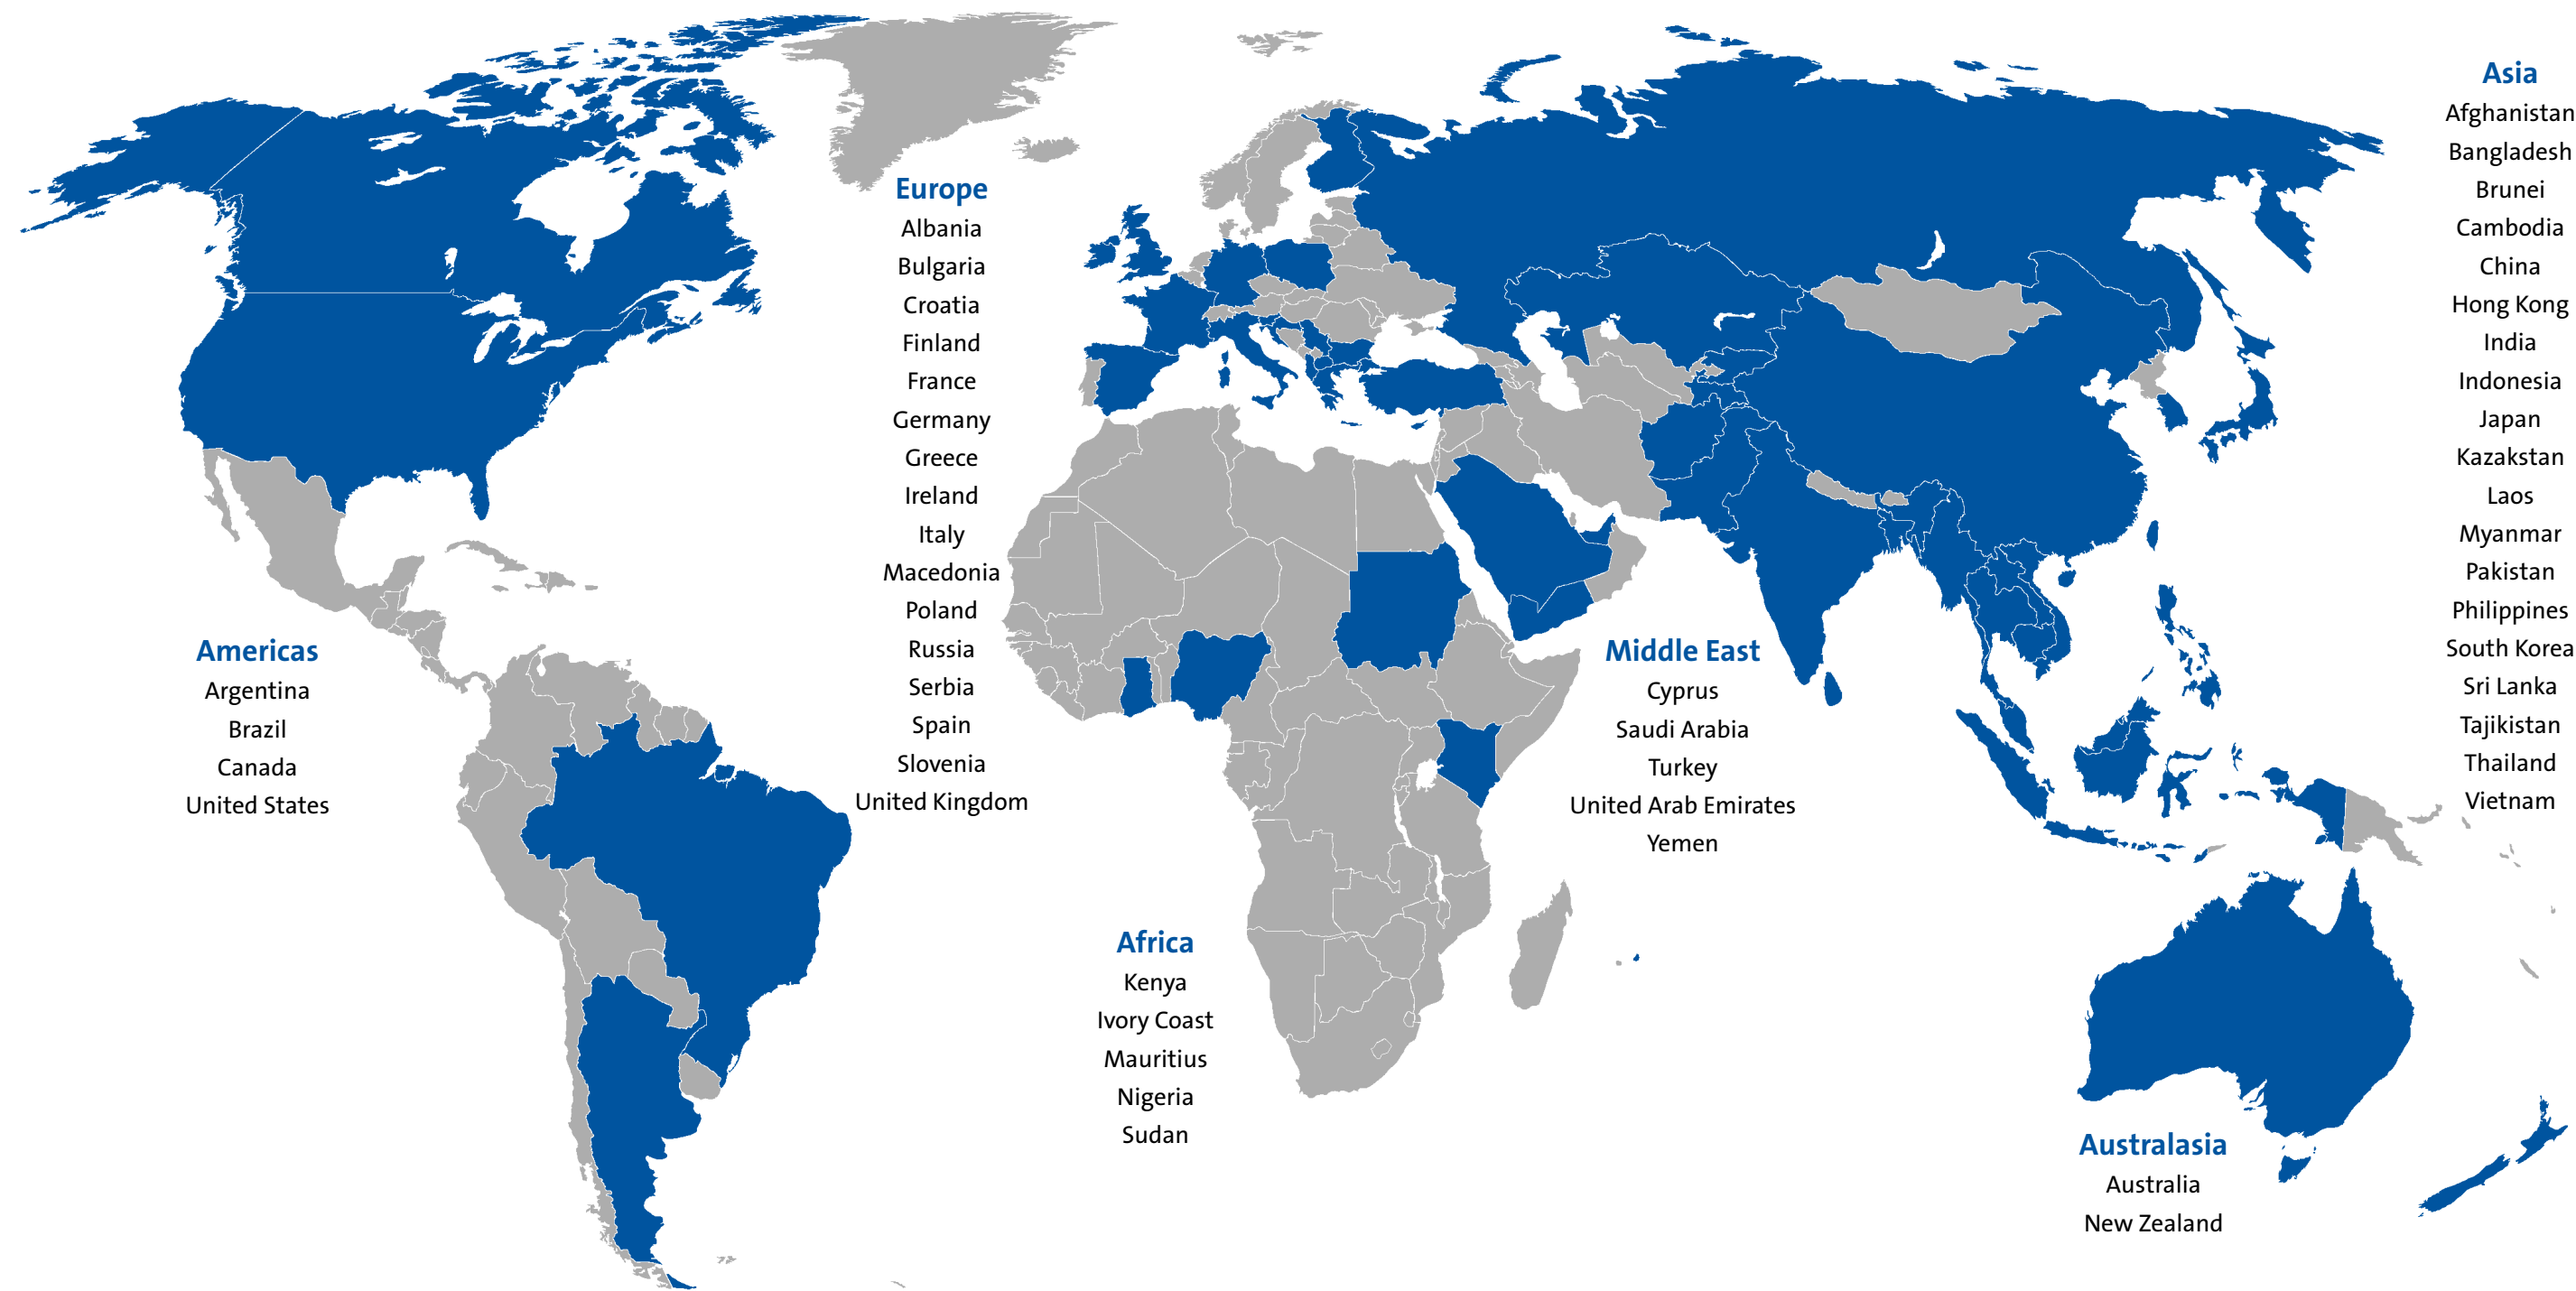 Americas
Argentina
Brazil
Canada
United States
Europe
Albania
Bulgaria
Croatia
Finland
France
Germany
Greece
Ireland
Italy
Macedonia
Poland
Russia
Serbia
Spain
Slovenia
United Kingdom
Africa
Kenya
Ivory Coast
Mauritius
Nigeria
Sudan
Middle East
Cyprus
Saudi Arabia
Turkey
United Arab Emirates
Yemen
Asia
Afghanistan
Bangladesh
Brunei
Cambodia
China
Hong Kong
India
Indonesia
Japan
Kazakstan
Laos
Myanmar
Pakistan
Philippines
South Korea
Sri Lanka
Tajikistan
Thailand
Vietnam
Australasia
Australia
New Zealand